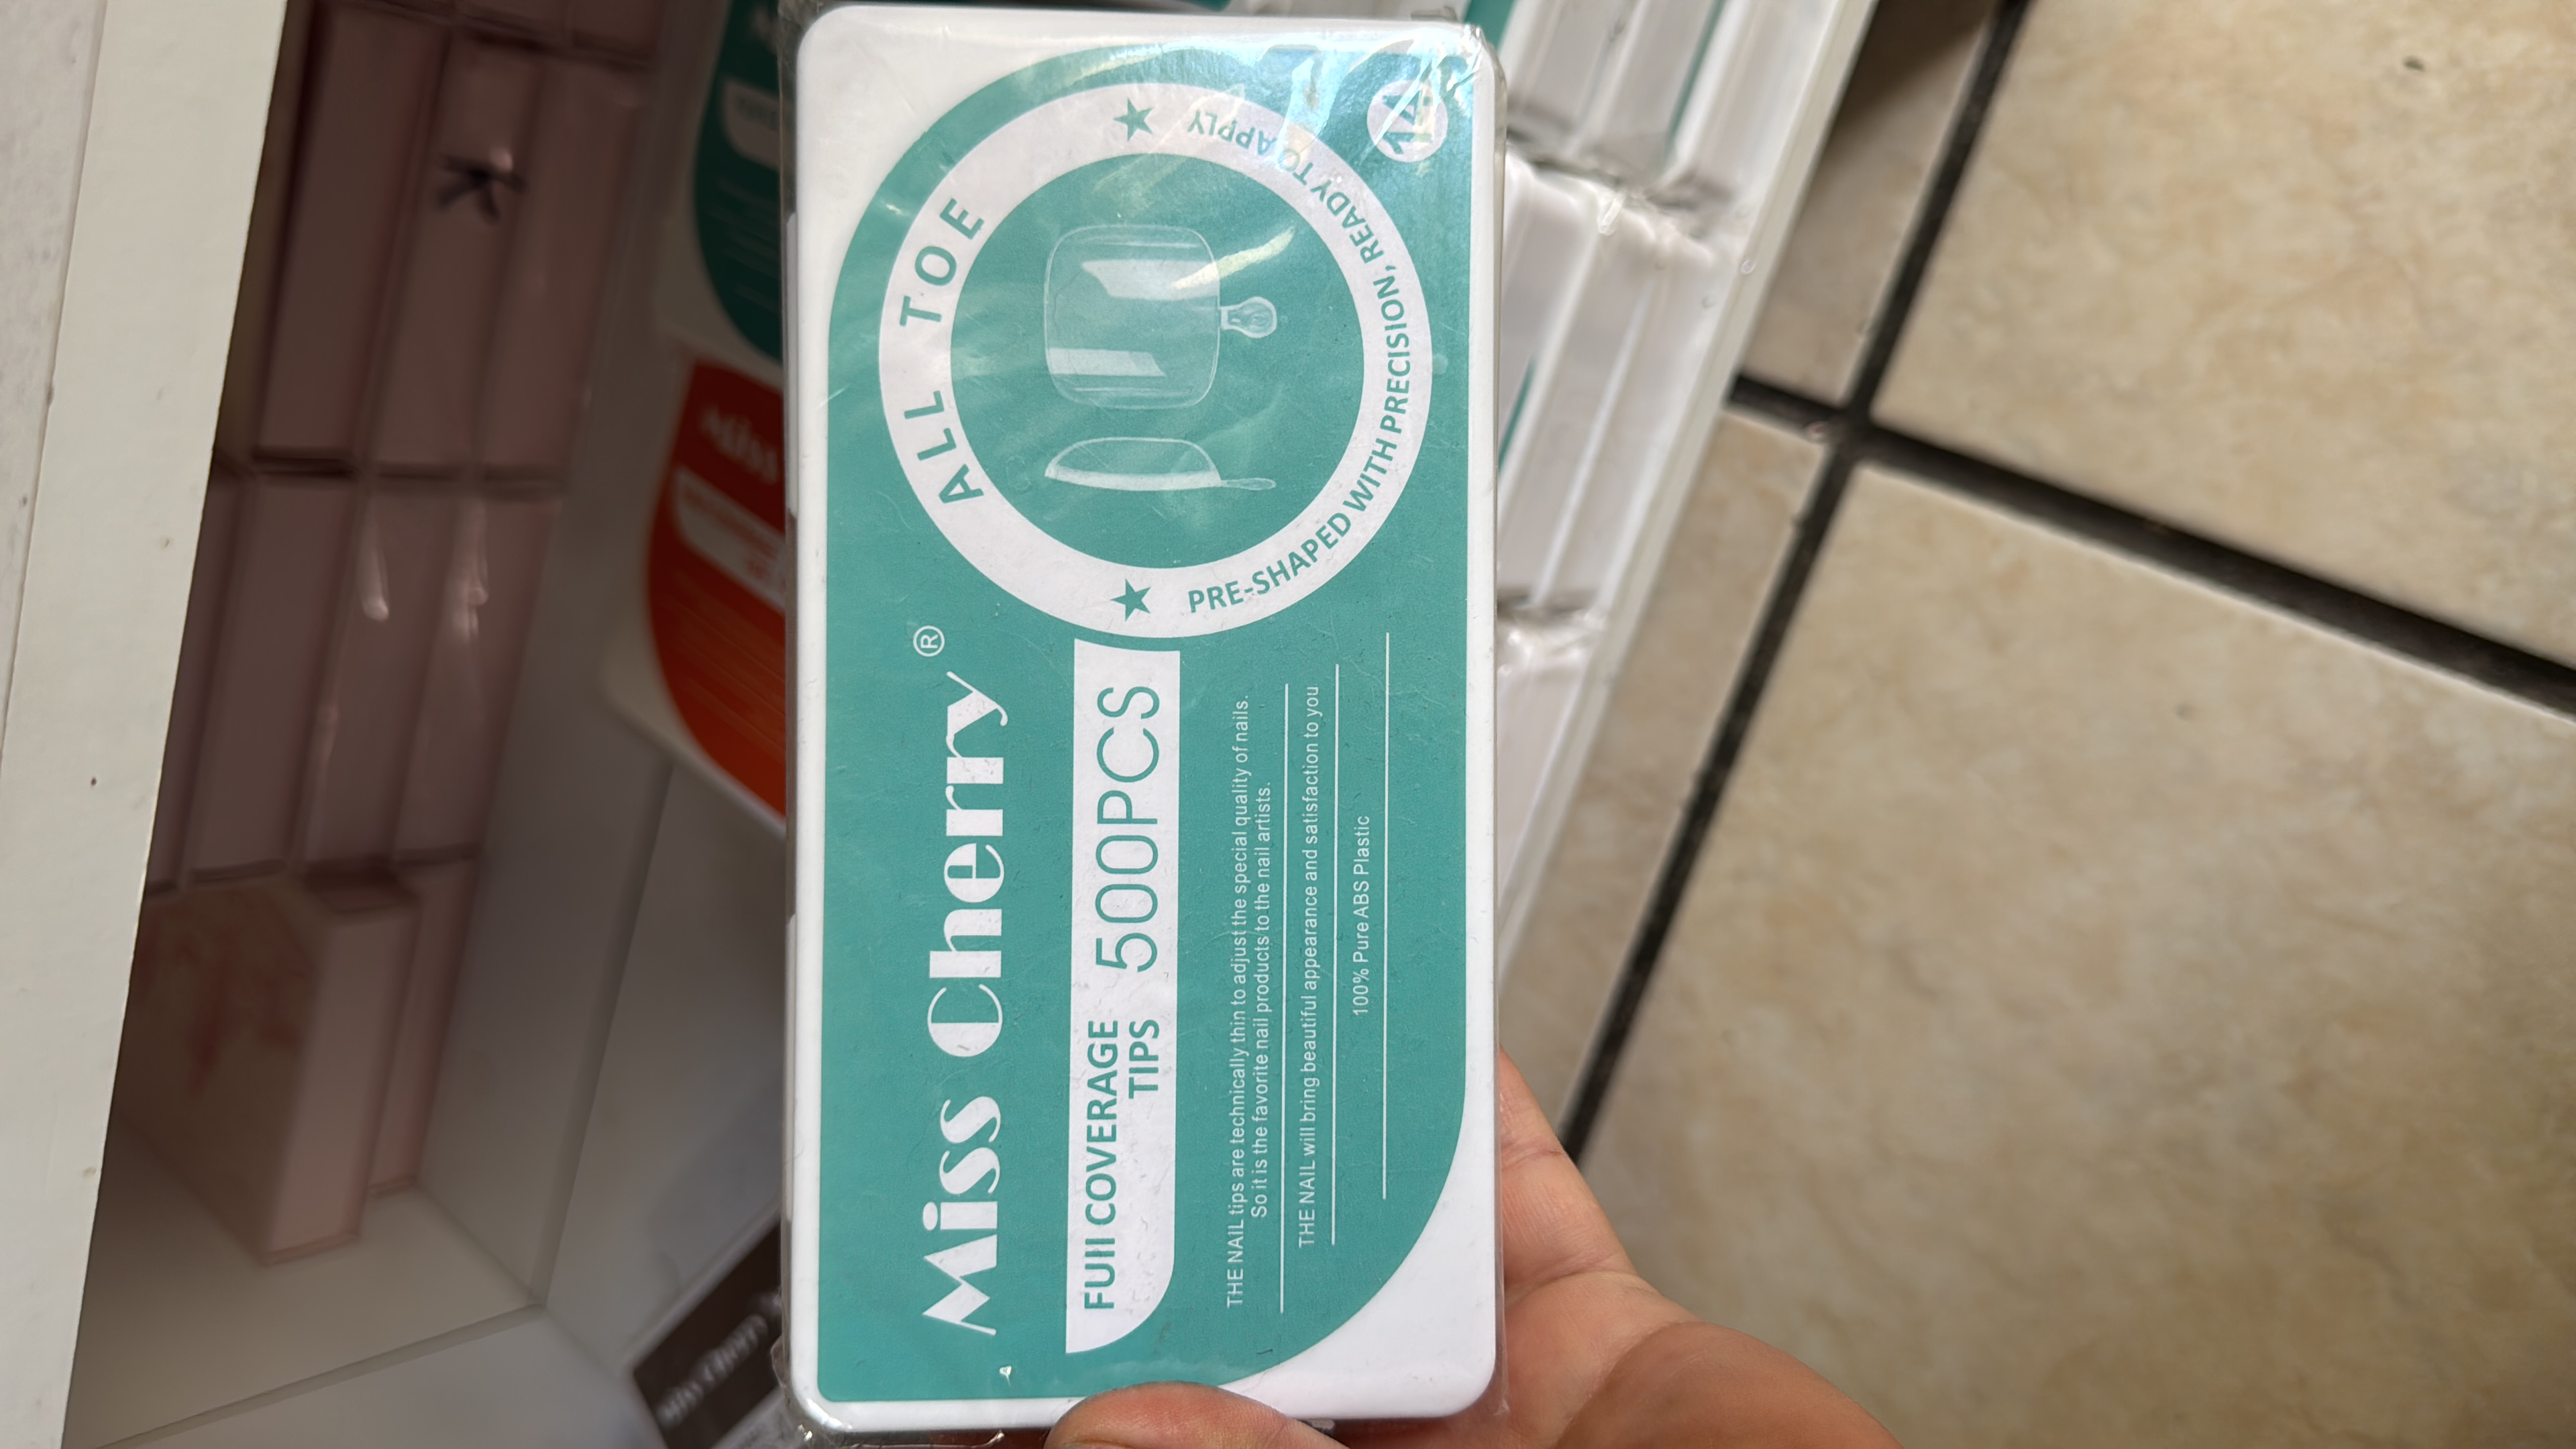 Miss Cherry®
FUll COVERAGE
TIPS 500PCS
THE NAIL tips are technically thin to adjust the special quality of nails.
So it is the favorite nail products to the nail artists.
THE NAIL will bring beautiful appearance and satisfaction to you
100% Pure ABS Plastic
★ ALL TOE ★
PRE-SHAPED WITH PRECISION, READY TO APPLY
Miss
K